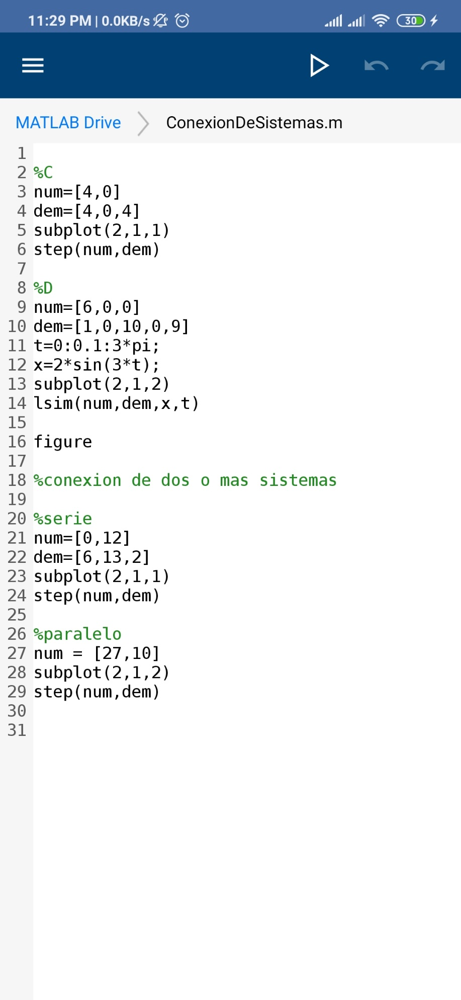 11:29 PM | 0.0KB/s 30
MATLAB Drive ConexionDeSistemas.m
1
2 %C
3 num=[4,0]
4 dem=[4,0,4]
5 subplot(2,1,1)
6 step(num,dem)
7
8 %D
9 num=[6,0,0]
10 dem=[1,0,10,0,9]
11 t=0:0.1:3*pi;
12 x=2*sin(3*t);
13 subplot(2,1,2)
14 lsim(num,dem,x,t)
15
16 figure
17
18 %conexion de dos o mas sistemas
19
20 %serie
21 num=[0,12]
22 dem=[6,13,2]
23 subplot(2,1,1)
24 step(num,dem)
25
26 %paralelo
27 num = [27,10]
28 subplot(2,1,2)
29 step(num,dem)
30
31